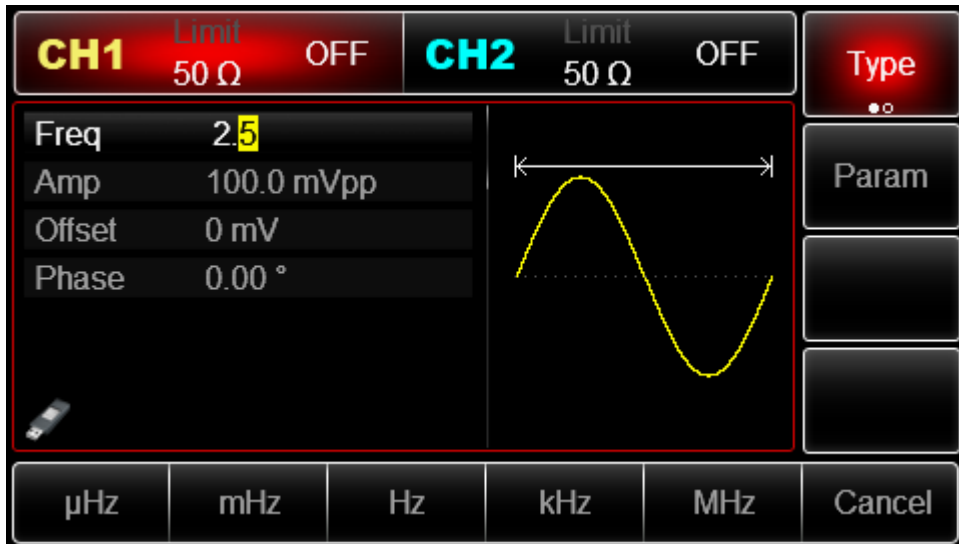 CH1 Limit 50 Ω OFF
CH2 Limit 50 Ω OFF
Type
Freq 2.5
Amp 100.0 mVpp
Offset 0 mV
Phase 0.00 °
Param
µHz mHz Hz kHz MHz Cancel